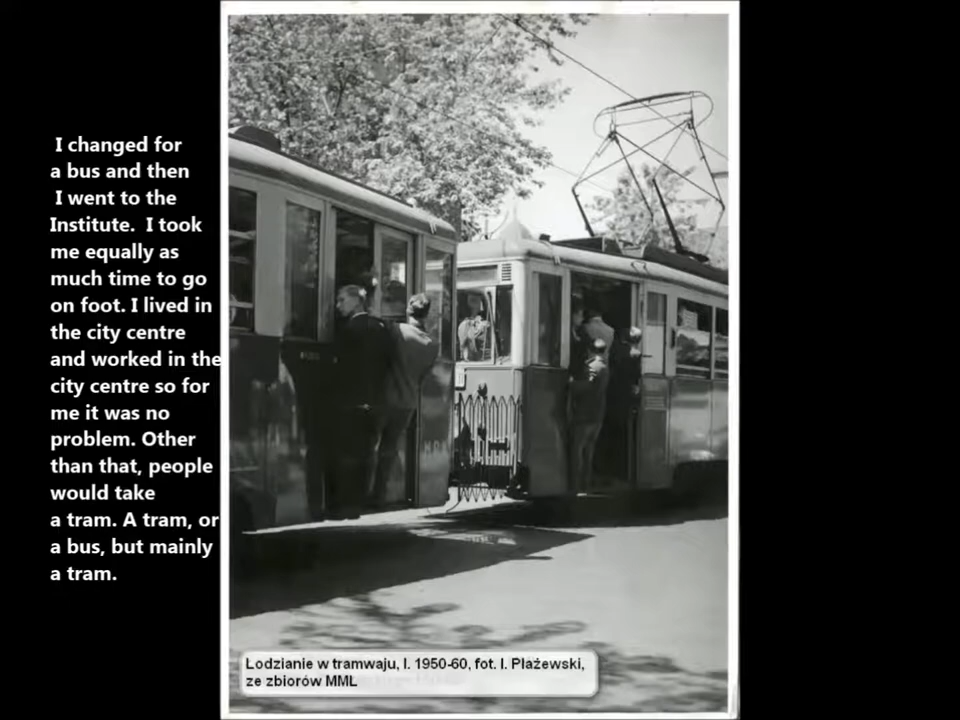 I changed for
a bus and then
I went to the
Institute. I took
me equally as
much time to go
on foot. I lived in
the city centre
and worked in the
city centre so for
me it was no
problem. Other
than that, people
would take
a tram. A tram, or
a bus, but mainly
a tram.
Lodzianie w tramwaju, l. 1950-60, fot. I. Płażewski,
ze zbiorów MML